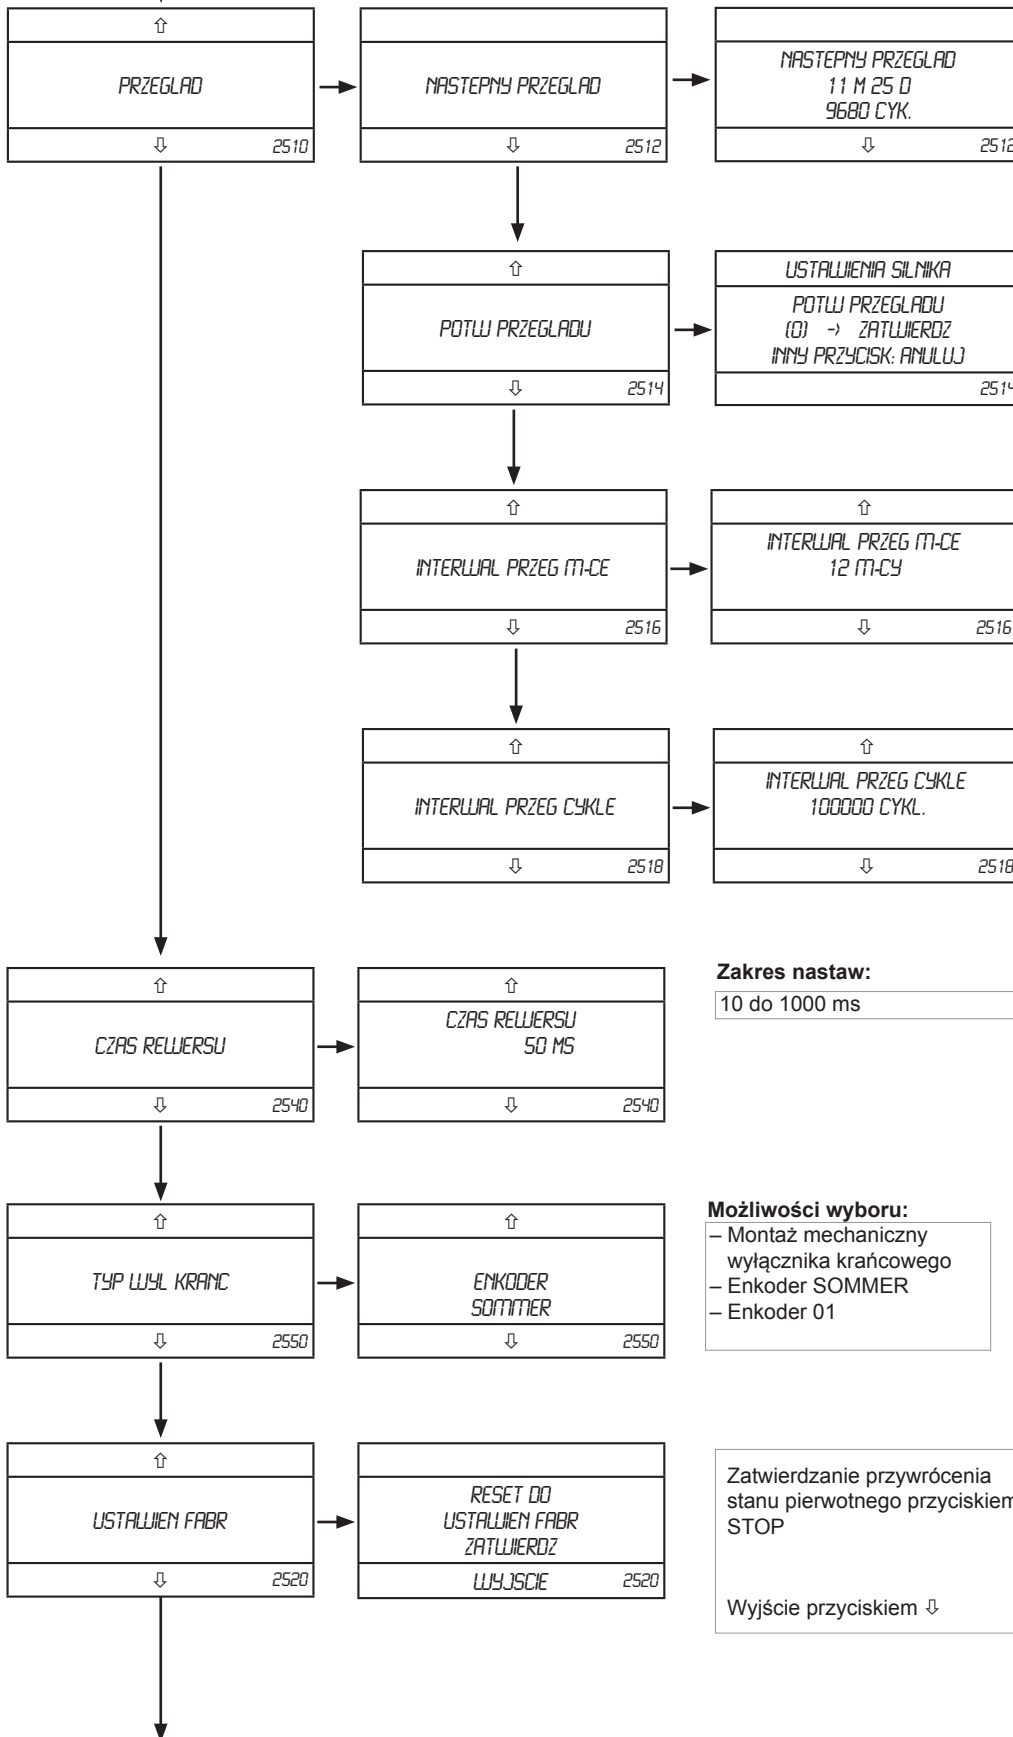 ⇧
PRZEGLAD
⇩ 2510
NASTEPNY PRZEGLAD
⇩ 2512
NASTEPNY PRZEGLAD
11 M 25 D
9680 CYK.
⇩ 2512
⇧
POTW PRZEGLADU
⇩ 2514
USTAWIENIA SILNIKA
POTW PRZEGLADU
(0) -> ZATWIERDZ
INNY PRZYCISK: ANULUJ
2514
⇧
INTERWAL PRZEG M-CE
⇩ 2516
⇧
INTERWAL PRZEG M-CE
12 M-CY
⇩ 2516
⇧
INTERWAL PRZEG CYKLE
⇩ 2518
⇧
INTERWAL PRZEG CYKLE
100000 CYKL.
⇩ 2518
⇧
CZAS REWERSU
⇩ 2540
⇧
CZAS REWERSU
50 MS
⇩ 2540
Zakres nastaw:
10 do 1000 ms
⇧
TYP WYL KRANC
⇩ 2550
⇧
ENKODER
SOMMER
⇩ 2550
Możliwości wyboru:
– Montaż mechaniczny
wyłącznika krańcowego
– Enkoder SOMMER
– Enkoder 01
⇧
USTAWIEN FABR
⇩ 2520
RESET DO
USTAWIEN FABR
ZATWIERDZ
WYJSCIE 2520
Zatwierdzanie przywrócenia
stanu pierwotnego przyciskiem
STOP
Wyjście przyciskiem ⇩